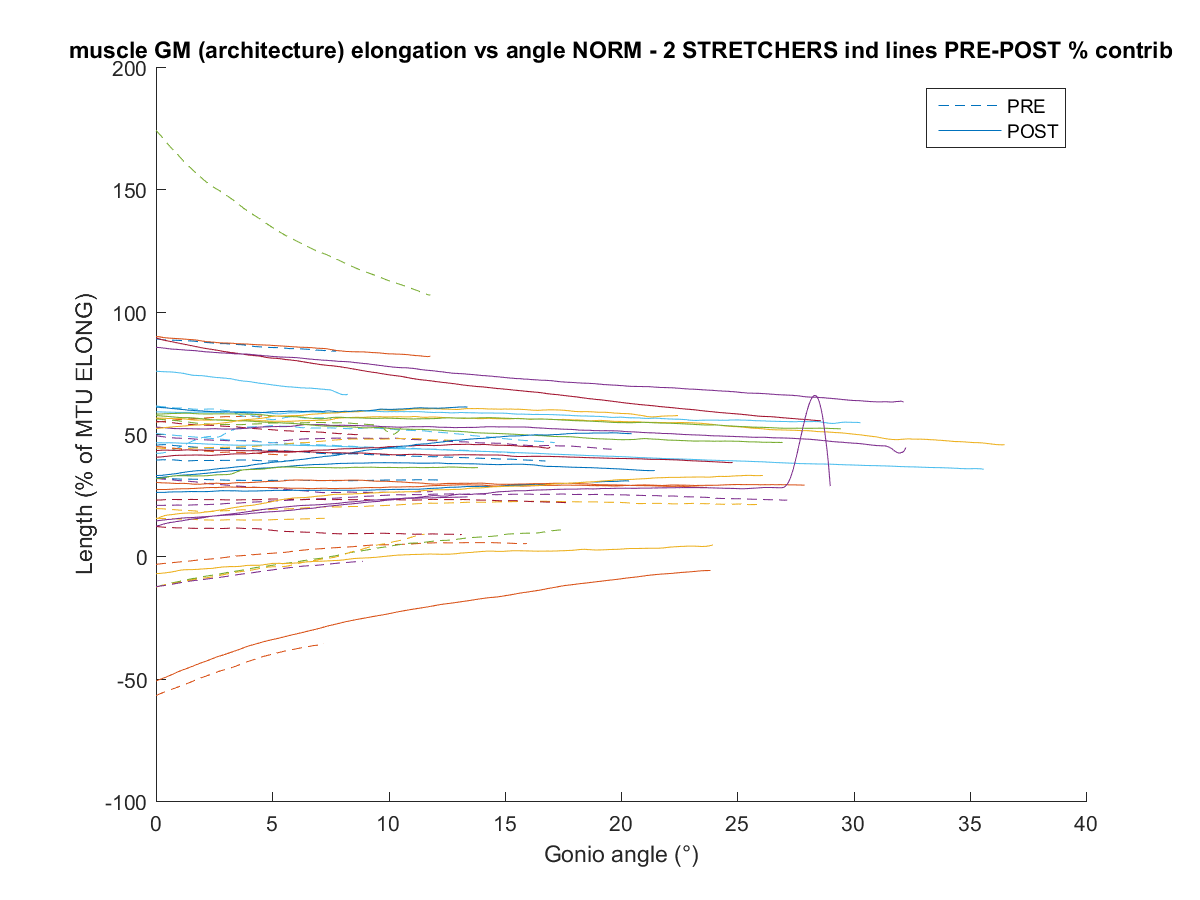 muscle GM (architecture) elongation vs angle NORM - 2 STRETCHERS ind lines PRE-POST % contrib
200
150
100
50
0
-50
-100
Length (% of MTU ELONG)
PRE
POST
0 5 10 15 20 25 30 35 40
Gonio angle (°)